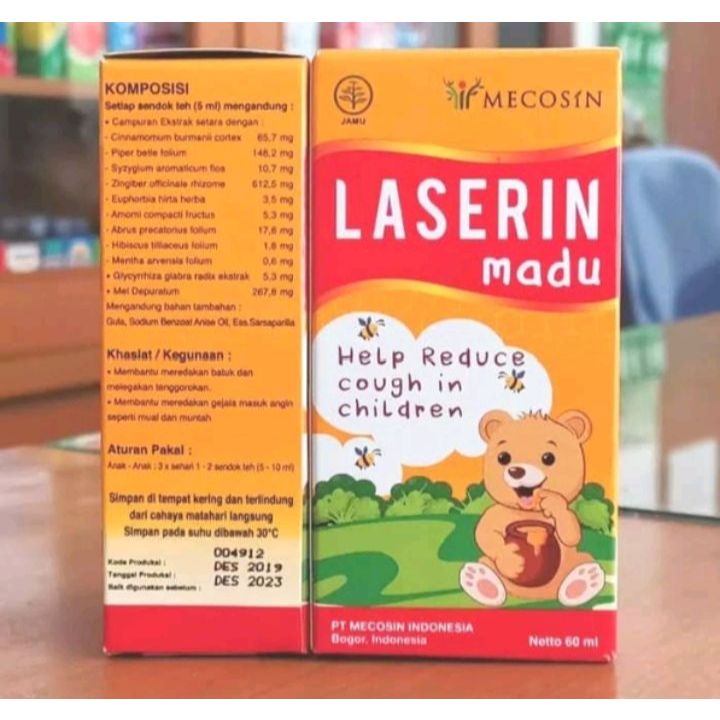 KOMPOSISI
Setiap sendok teh (5 ml) mengandung :
• Campuran Ekstrak setara dengan :
- Cinnamomum burmanii cortex 65,7 mg
- Piper betle folium 148,2 mg
- Syzygium aromaticum flos 10,7 mg
- Zingiber officinale rhizome 612,5 mg
- Euphorbia hirta herba 3,5 mg
- Amomi compacti fructus 5,3 mg
- Abrus precatorius folium 17,8 mg
- Hibiscus tilliaceus folium 1,8 mg
- Mentha arvensis folium 0,6 mg
• Glycyrrhiza glabra radix ekstrak 5,3 mg
• Mel Depuratum 267,8 mg
Mengandung bahan tambahan :
Gula, Sodium Benzoat Anise Oil, Ess.Sarsaparilla
Khasiat / Kegunaan :
• Membantu meredakan batuk dan
melegakan tenggorokan.
• Membantu meredakan gejala masuk angin
seperti mual dan muntah
Aturan Pakai :
Anak - Anak : 3 x sehari 1 - 2 sendok teh (5 - 10 ml)
Simpan di tempat kering dan terlindung
dari cahaya matahari langsung
Simpan pada suhu dibawah 30°C
Kode Produksi : 004912
Tanggal Produksi : DES 2019
Baik digunakan sebelum : DES 2023
JAMU
MECOSIN
LASERIN
madu
Help Reduce
cough in
children
PT MECOSIN INDONESIA
Bogor, Indonesia
Netto 60 ml